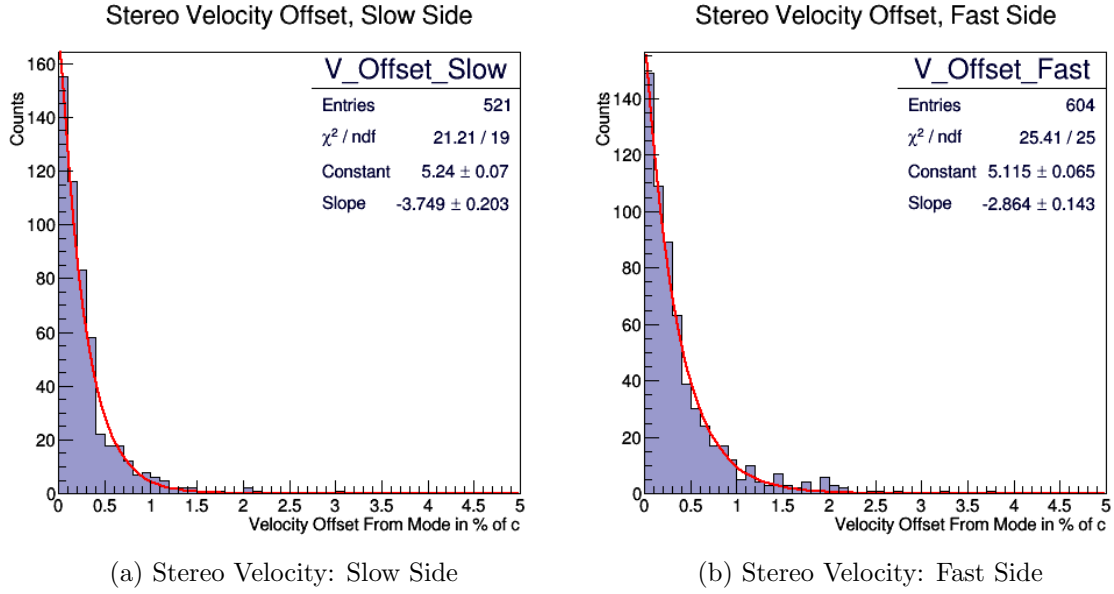 Stereo Velocity Offset, Slow Side
V_Offset_Slow
Entries 521
χ² / ndf 21.21 / 19
Constant 5.24 ± 0.07
Slope -3.749 ± 0.203
Counts
160
140
120
100
80
60
40
20
0
0 0.5 1 1.5 2 2.5 3 3.5 4 4.5 5
Velocity Offset From Mode in % of c
(a) Stereo Velocity: Slow Side
Stereo Velocity Offset, Fast Side
V_Offset_Fast
Entries 604
χ² / ndf 25.41 / 25
Constant 5.115 ± 0.065
Slope -2.864 ± 0.143
Counts
140
120
100
80
60
40
20
0
0 0.5 1 1.5 2 2.5 3 3.5 4 4.5 5
Velocity Offset From Mode in % of c
(b) Stereo Velocity: Fast Side